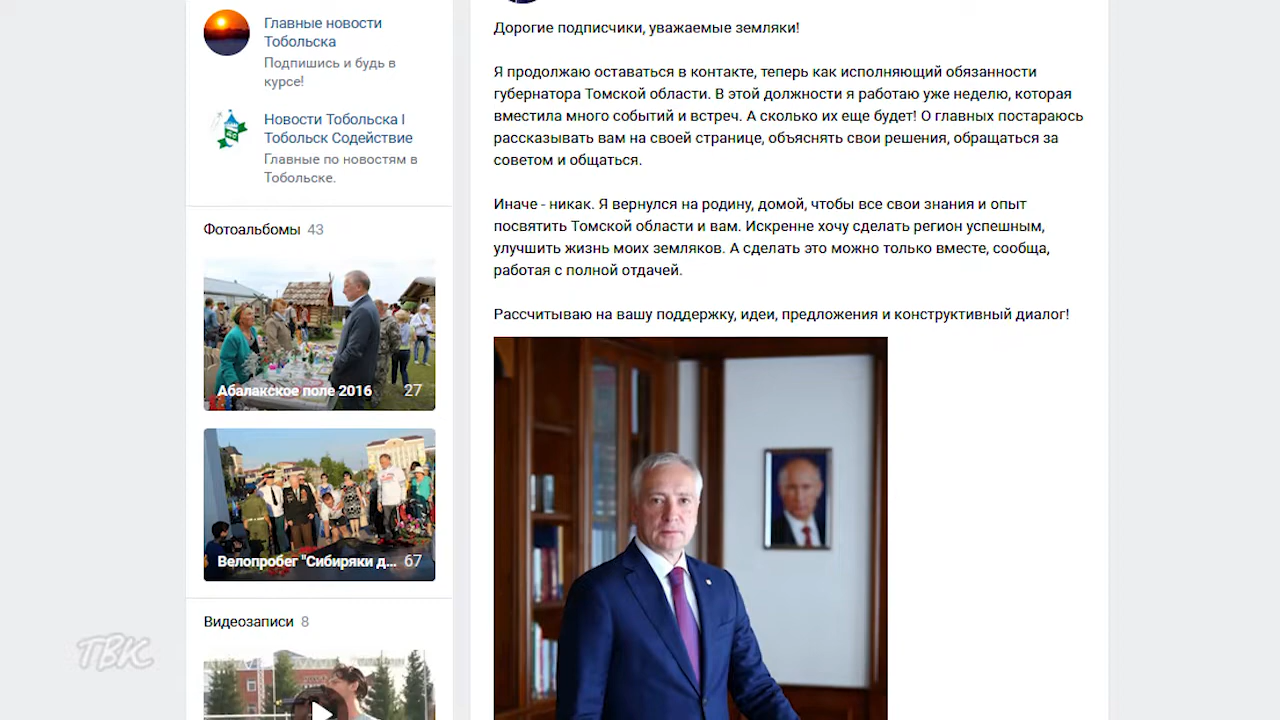 Главные новости
Тобольска
Подпишись и будь в
курсе!
Новости Тобольска I
Тобольск Содействие
Главные по новостям в
Тобольске.
Фотоальбомы 43
Абалакское поле 2016 27
Велопробег "Сибиряки д... 67
Видеозаписи 8
Дорогие подписчики, уважаемые земляки!
Я продолжаю оставаться в контакте, теперь как исполняющий обязанности
губернатора Томской области. В этой должности я работаю уже неделю, которая
вместила много событий и встреч. А сколько их еще будет! О главных постараюсь
рассказывать вам на своей странице, объяснять свои решения, обращаться за
советом и общаться.
Иначе - никак. Я вернулся на родину, домой, чтобы все свои знания и опыт
посвятить Томской области и вам. Искренне хочу сделать регион успешным,
улучшить жизнь моих земляков. А сделать это можно только вместе, сообща,
работая с полной отдачей.
Рассчитываю на вашу поддержку, идеи, предложения и конструктивный диалог!
ТВК